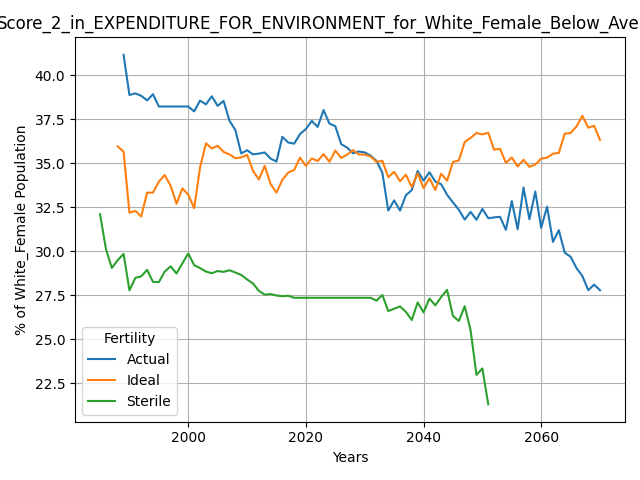 Score_2_in_EXPENDITURE_FOR_ENVIRONMENT_for_White_Female_Below_Ave
% of White_Female Population
40.0
37.5
35.0
32.5
30.0
27.5
25.0
22.5
Fertility
Actual
Ideal
Sterile
2000 2020 2040 2060
Years